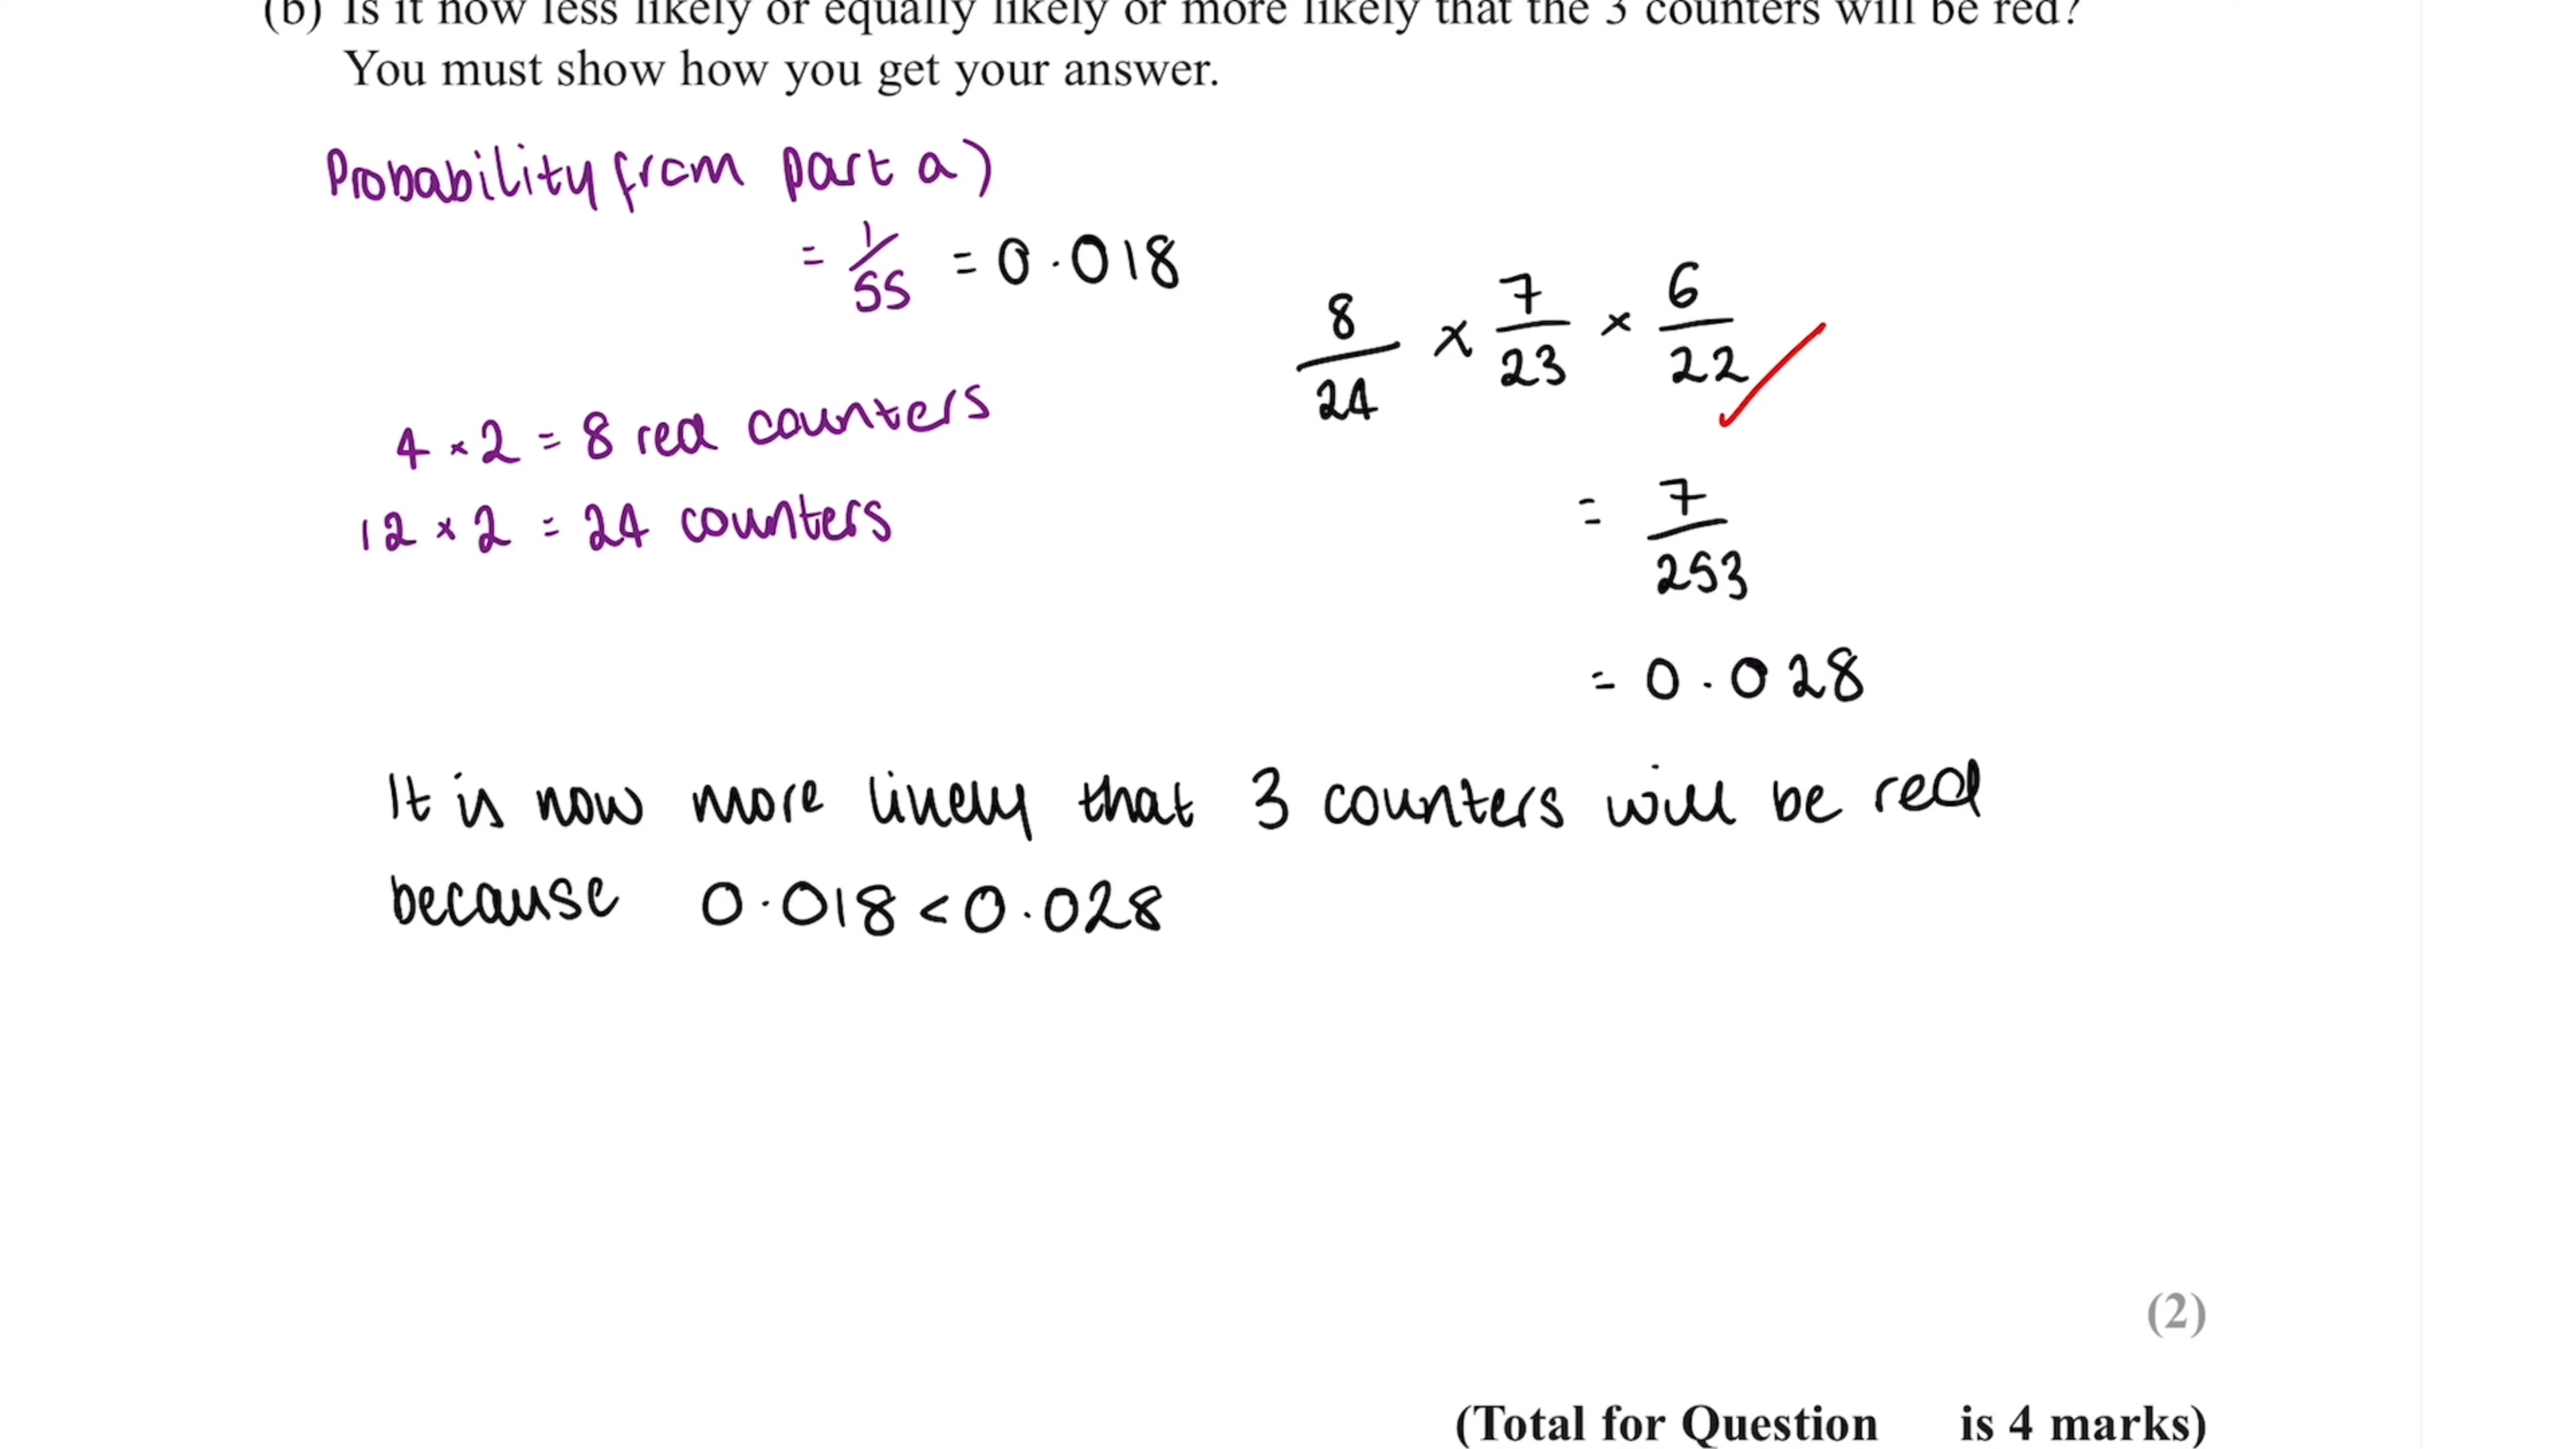 (b) Is it now less likely or equally likely or more likely that the 3 counters will be red?
You must show how you get your answer.
Probability from part a)
= 1/55 = 0.018
8/24 × 7/23 × 6/22
4 × 2 = 8 red counters
12 × 2 = 24 counters
= 7/253
= 0.028
It is now more likely that 3 counters will be red
because 0.018 < 0.028
(2)
(Total for Question is 4 marks)